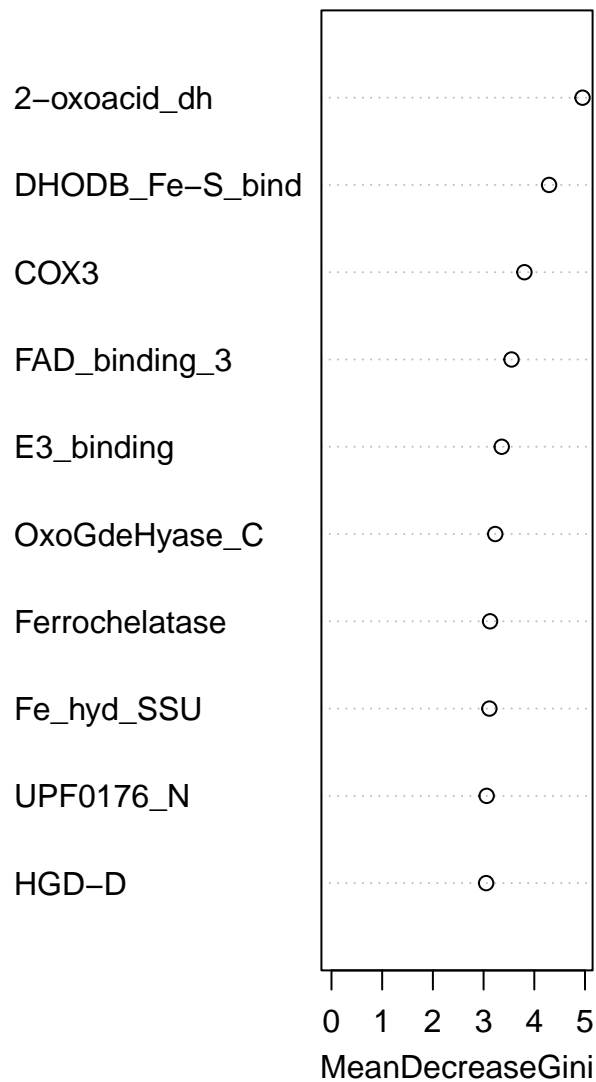 2−oxoacid_dh
DHODB_Fe−S_bind
COX3
FAD_binding_3
E3_binding
OxoGdeHyase_C
Ferrochelatase
Fe_hyd_SSU
UPF0176_N
HGD−D
0 1 2 3 4 5
MeanDecreaseGini